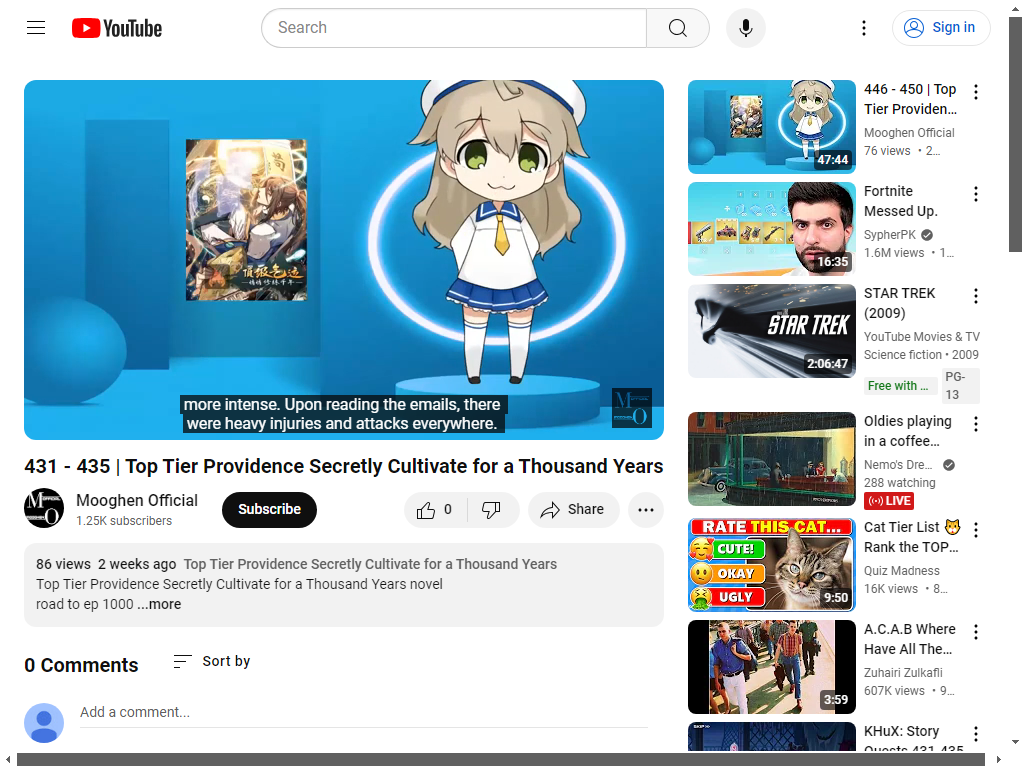 YouTube
Search
Sign in
頂級氣运
more intense. Upon reading the emails, there
were heavy injuries and attacks everywhere.
431 - 435 | Top Tier Providence Secretly Cultivate for a Thousand Years
Mooghen Official
1.25K subscribers
Subscribe
0
Share
86 views 2 weeks ago Top Tier Providence Secretly Cultivate for a Thousand Years
Top Tier Providence Secretly Cultivate for a Thousand Years novel
road to ep 1000 ...more
0 Comments
Sort by
Add a comment...
47:44
446 - 450 | Top
Tier Providen...
Mooghen Official
76 views • 2...
16:35
Fortnite
Messed Up.
SypherPK
1.6M views • 1...
STAR TREK
2:06:47
STAR TREK
(2009)
YouTube Movies & TV
Science fiction • 2009
Free with ...
PG-
13
Oldies playing
in a coffee...
Nemo's Dre...
288 watching
LIVE
RATE THIS CAT...
CUTE!
OKAY
UGLY
9:50
Cat Tier List 🐱
Rank the TOP...
Quiz Madness
16K views • 8...
3:59
A.C.A.B Where
Have All The...
Zuhairi Zulkafli
607K views • 9...
SKIP
KHuX: Story
Quests 431-435